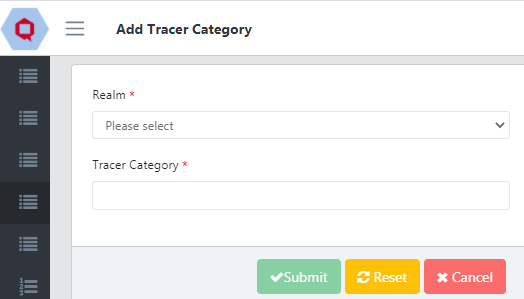 Add Tracer Category
Realm *
Please select
Tracer Category *
Submit Reset Cancel